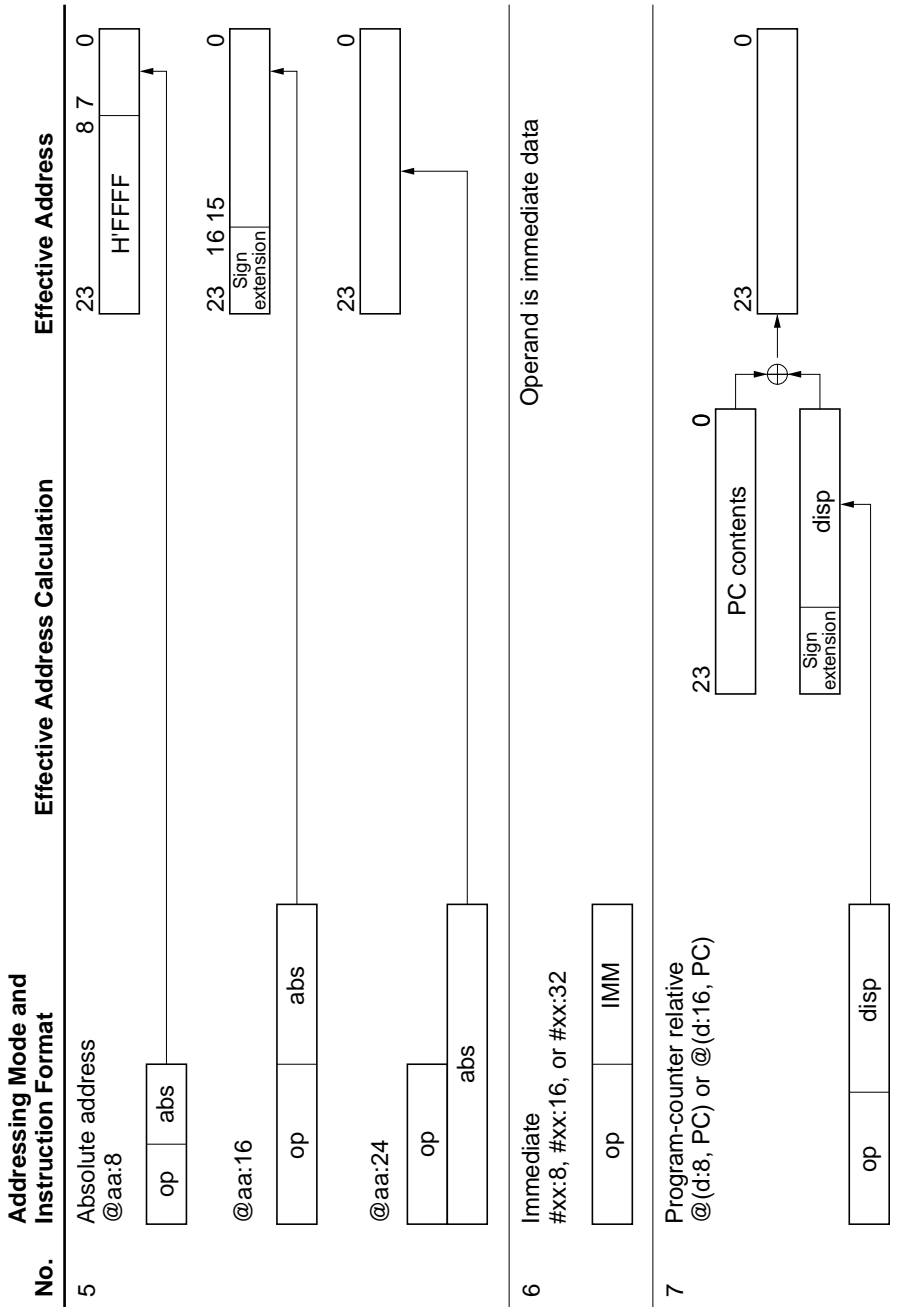 No. Addressing Mode and Instruction Format Effective Address Calculation Effective Address
5 Absolute address
@aa:8
op abs
23 8 7 0
H'FFFF
@aa:16
op abs
23 16 15 0
Sign extension
@aa:24
op
abs
23 0
6 Immediate
#xx:8, #xx:16, or #xx:32
op IMM
Operand is immediate data
7 Program-counter relative
@(d:8, PC) or @(d:16, PC)
op disp
23 0
PC contents
Sign extension disp
23 0